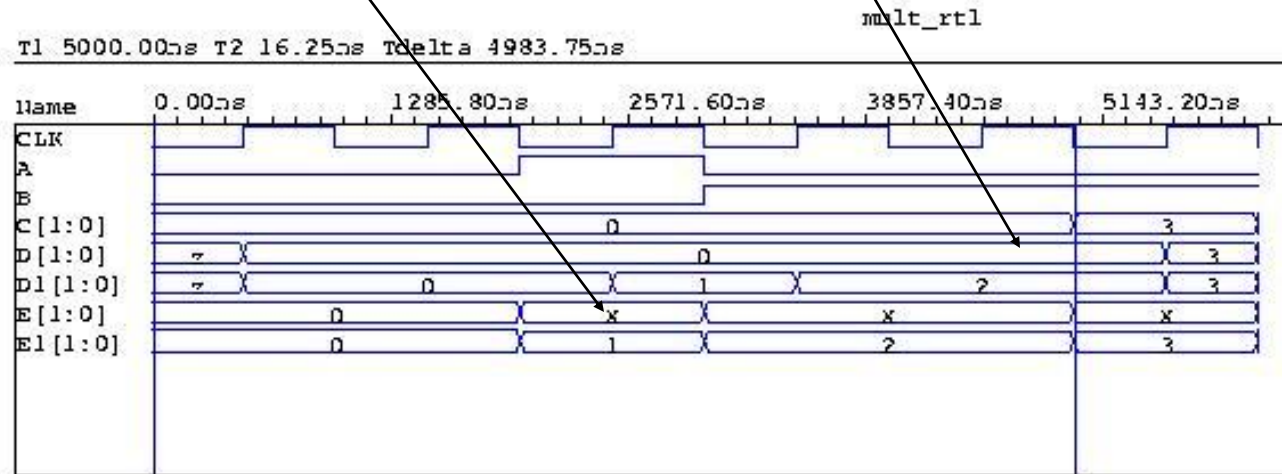 mult_rtl
T1 5000.00ns T2 16.25ns Tdelta 4983.75ns
Name 0.00ns 1285.80ns 2571.60ns 3857.40ns 5143.20ns
CLK
A
B
C[1:0] 0 3
D[1:0] 0 3
D1[1:0] 0 1 2 3
E[1:0] 0 x x x
E1[1:0] 0 1 2 3